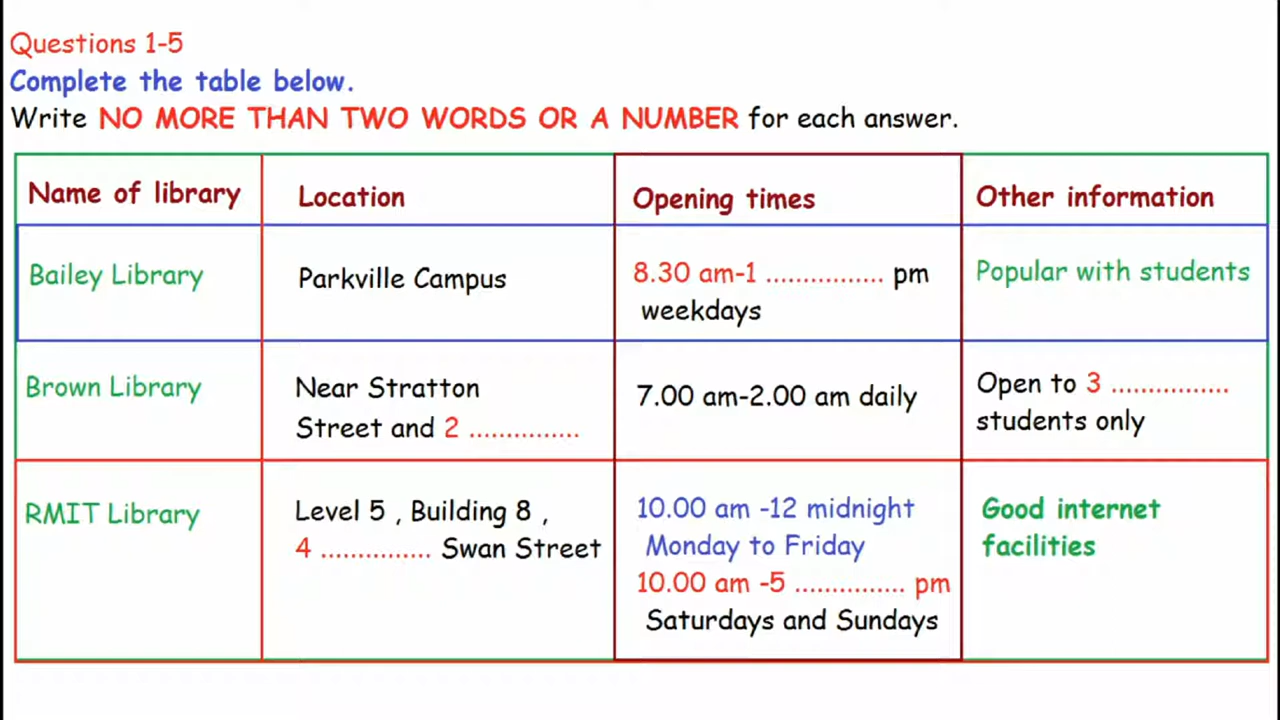 Questions 1-5
Complete the table below.
Write NO MORE THAN TWO WORDS OR A NUMBER for each answer.
Name of library
Location
Opening times
Other information
Bailey Library
Parkville Campus
8.30 am-1 ................ pm
weekdays
Popular with students
Brown Library
Near Stratton
Street and 2 ...............
7.00 am-2.00 am daily
Open to 3 ................
students only
RMIT Library
Level 5 , Building 8 ,
4 ............... Swan Street
10.00 am -12 midnight
Monday to Friday
10.00 am -5 ............... pm
Saturdays and Sundays
Good internet
facilities